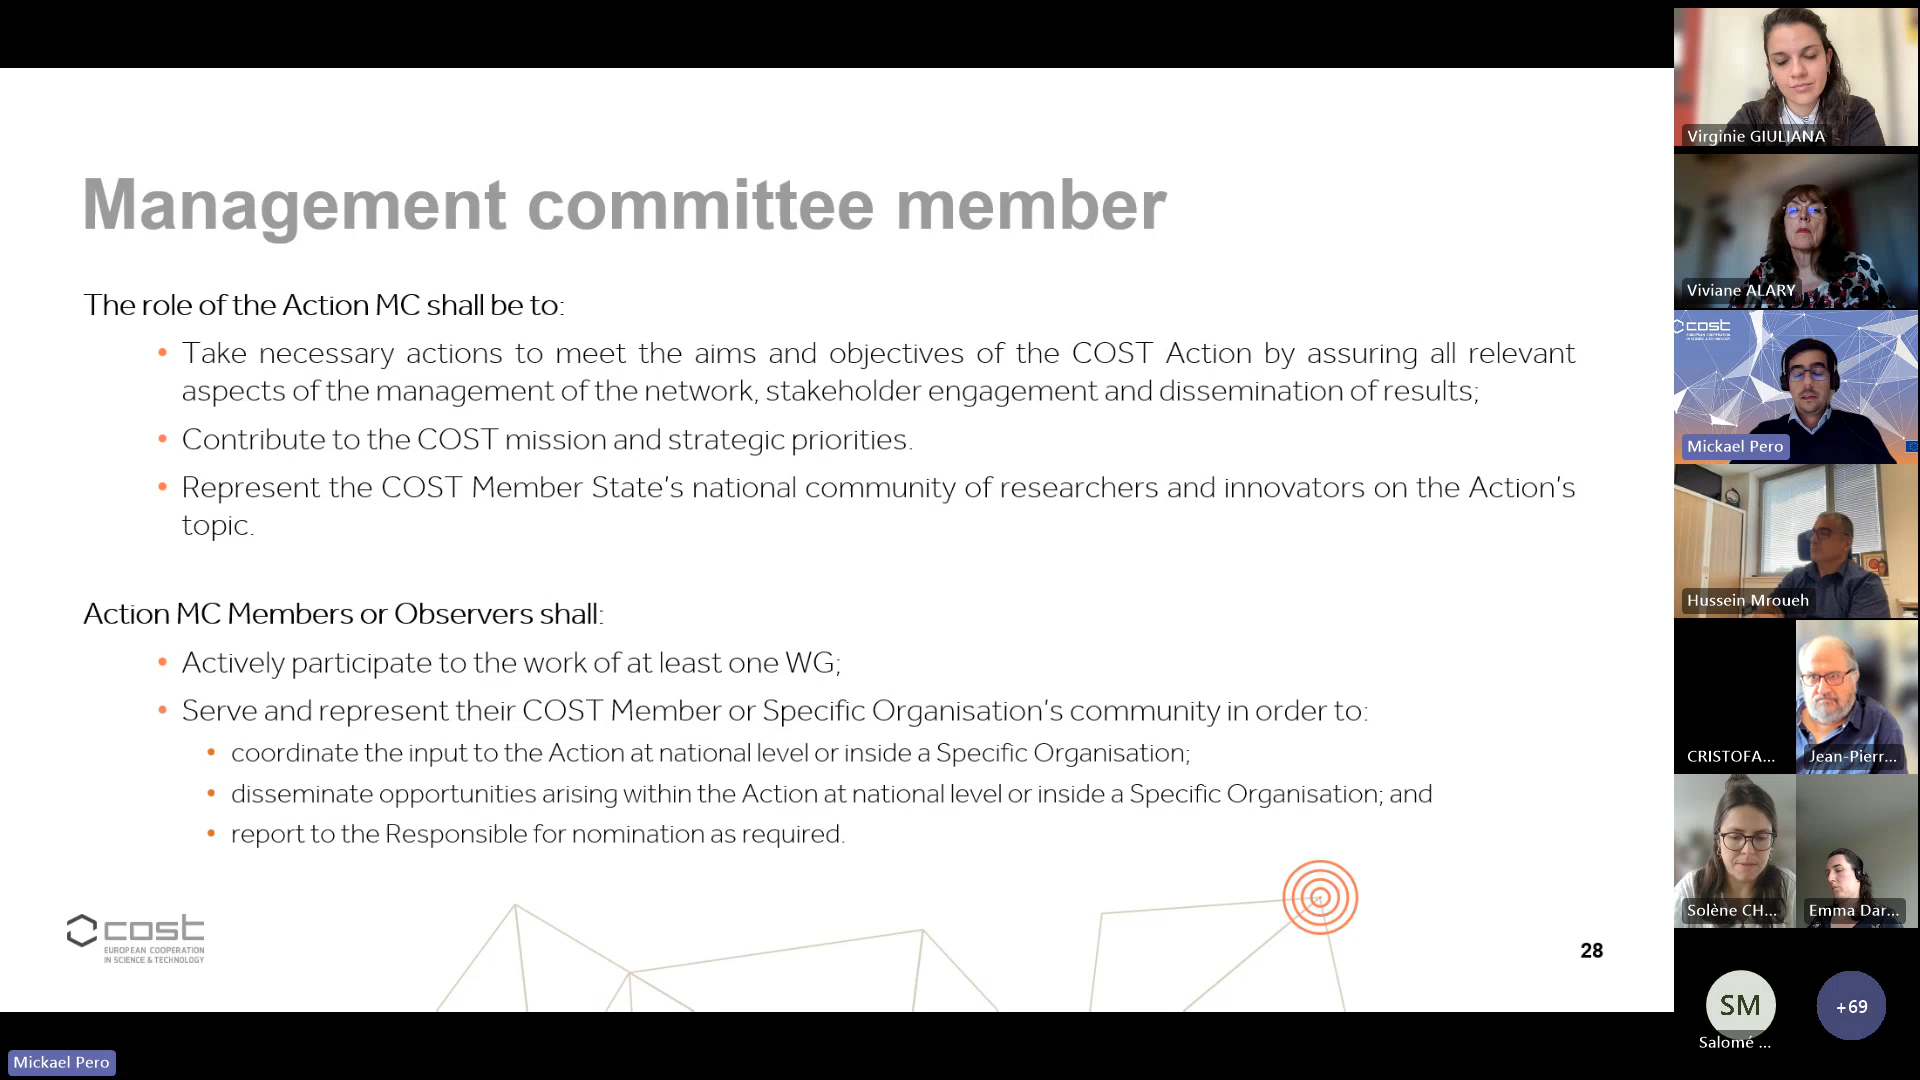 Management committee member
The role of the Action MC shall be to:
• Take necessary actions to meet the aims and objectives of the COST Action by assuring all relevant
aspects of the management of the network, stakeholder engagement and dissemination of results;
• Contribute to the COST mission and strategic priorities.
• Represent the COST Member State's national community of researchers and innovators on the Action's
topic.
Action MC Members or Observers shall:
• Actively participate to the work of at least one WG;
• Serve and represent their COST Member or Specific Organisation's community in order to:
• coordinate the input to the Action at national level or inside a Specific Organisation;
• disseminate opportunities arising within the Action at national level or inside a Specific Organisation; and
• report to the Responsible for nomination as required.
cost
EUROPEAN COOPERATION
IN SCIENCE & TECHNOLOGY
28
Mickael Pero
Virginie GIULIANA
Viviane ALARY
cost
EUROPEAN COOPERATION
IN SCIENCE & TECHNOLOGY
Mickael Pero
Hussein Mroueh
CRISTOFA...
Jean-Pierr...
Solène CH...
Emma Dar...
SM
Salomé ...
+69